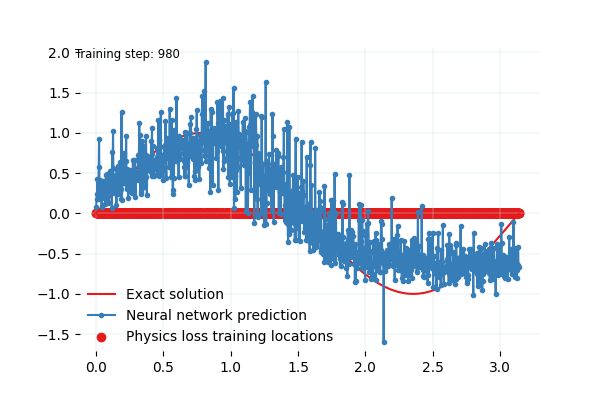 Training step: 980
2.0
1.5
1.0
0.5
0.0
−0.5
−1.0
−1.5
Exact solution
Neural network prediction
Physics loss training locations
0.0 0.5 1.0 1.5 2.0 2.5 3.0